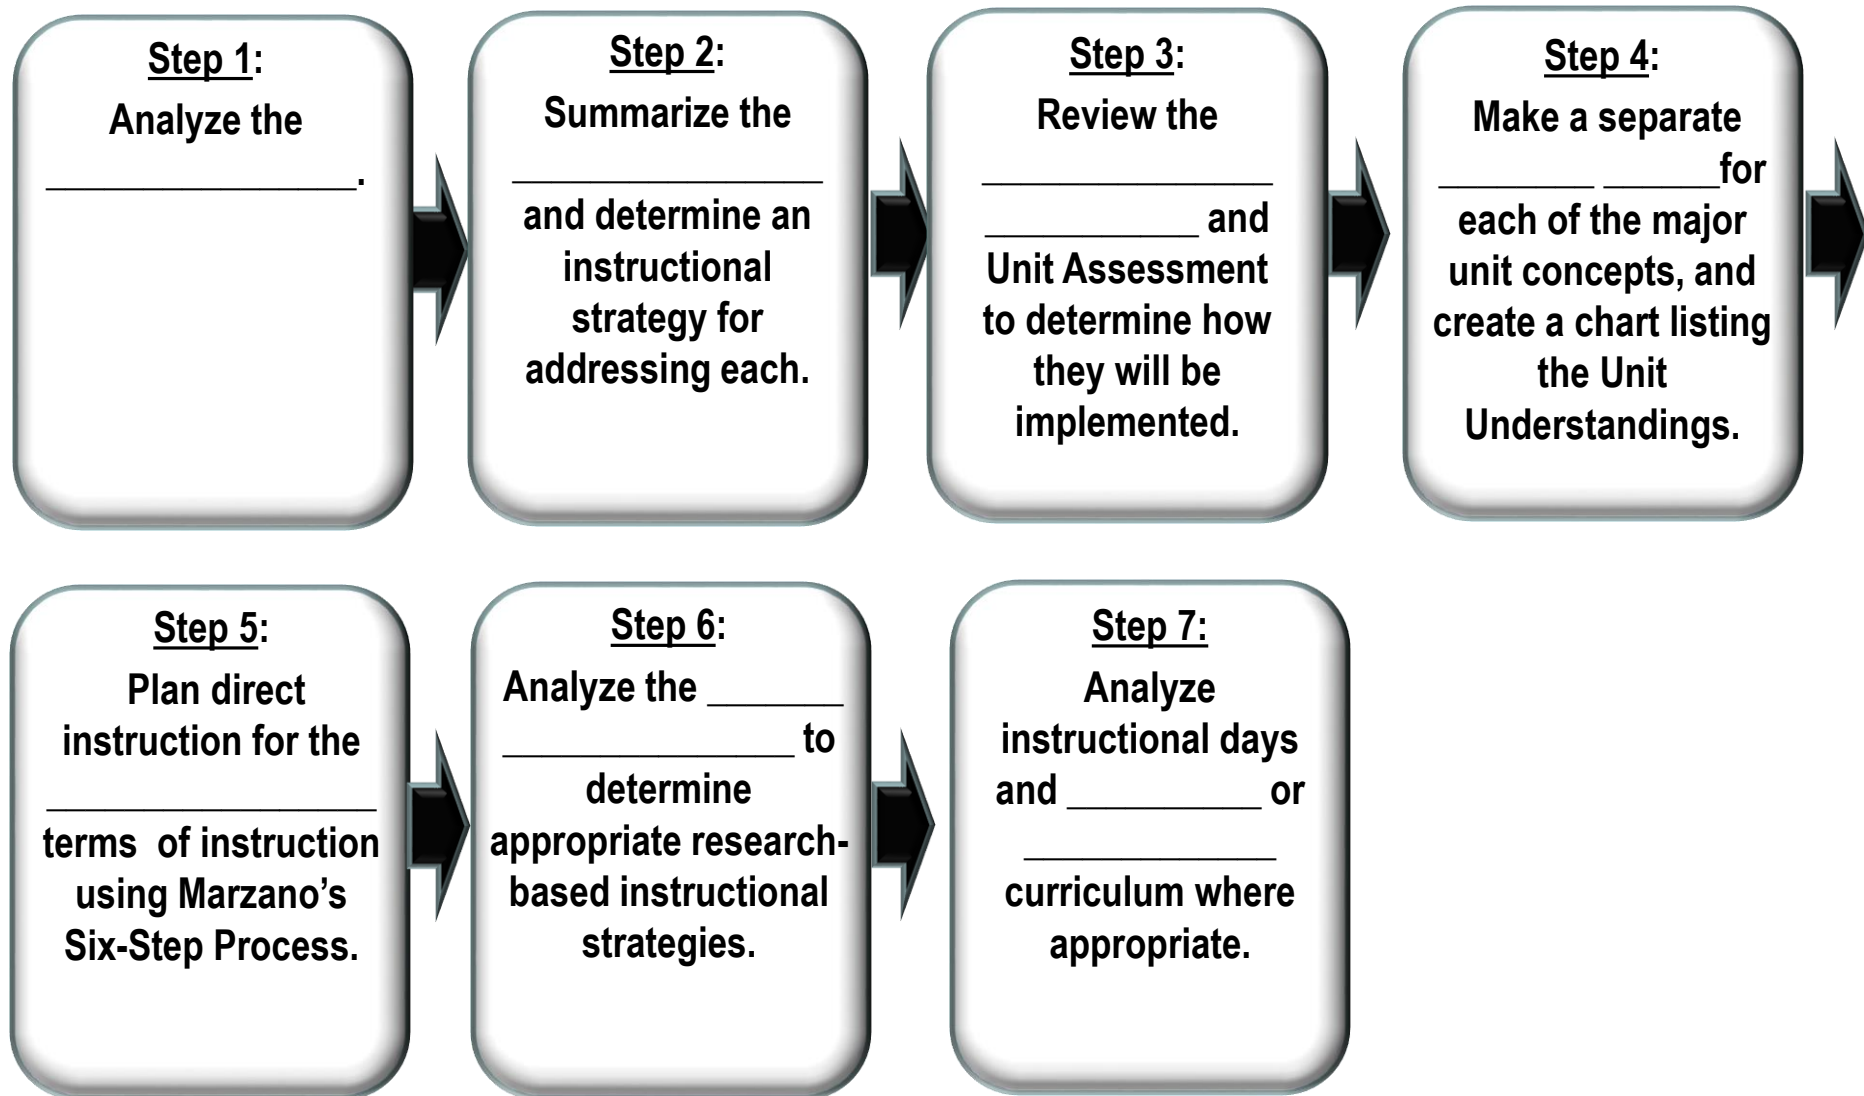 Step 1:
Analyze the
________________.
Step 2:
Summarize the
________________
and determine an
instructional
strategy for
addressing each.
Step 3:
Review the
_______________
___________ and
Unit Assessment
to determine how
they will be
implemented.
Step 4:
Make a separate
________ ______for
each of the major
unit concepts, and
create a chart listing
the Unit
Understandings.
Step 5:
Plan direct
instruction for the
_________________
terms of instruction
using Marzano’s
Six-Step Process.
Step 6:
Analyze the _______
_______________ to
determine
appropriate research-
based instructional
strategies.
Step 7:
Analyze
instructional days
and __________ or
_____________
curriculum where
appropriate.